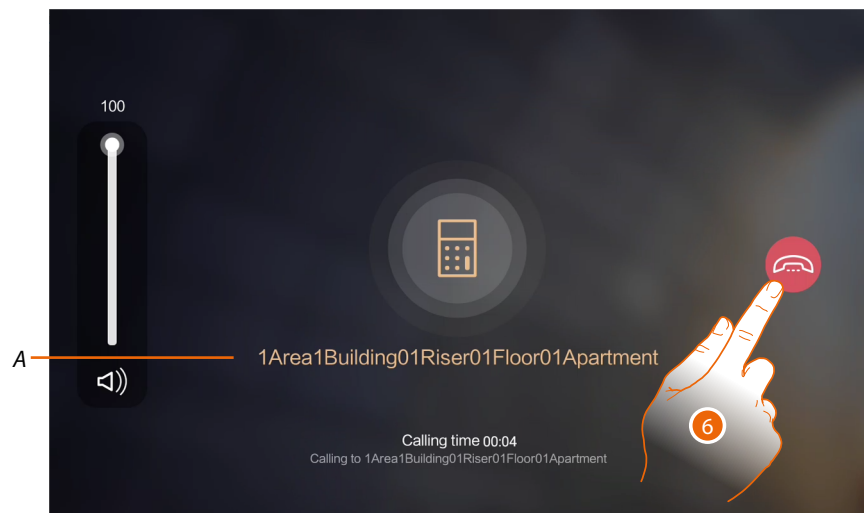 100
A
1Area1Building01Riser01Floor01Apartment
6
Calling time 00:04
Calling to 1Area1Building01Riser01Floor01Apartment